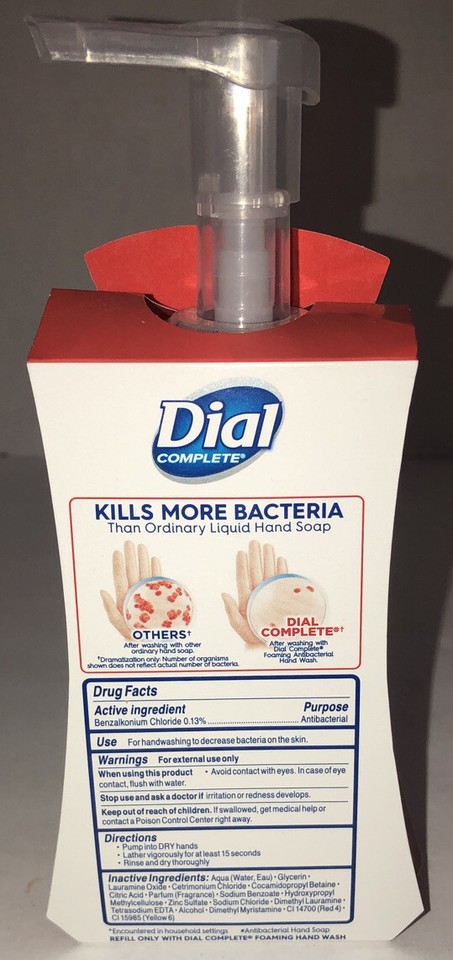 Dial
COMPLETE®
KILLS MORE BACTERIA
Than Ordinary Liquid Hand Soap
OTHERS†
After washing with other
ordinary hand soap.
DIAL
COMPLETE®†
After washing with
Dial Complete®
Foaming Antibacterial
Hand Wash.
†Dramatization only: Number of organisms
shown does not reflect actual number of bacteria.
Drug Facts
Active ingredient Purpose
Benzalkonium Chloride 0.13%........................Antibacterial
Use For handwashing to decrease bacteria on the skin.
Warnings For external use only
When using this product • Avoid contact with eyes. In case of eye
contact, flush with water.
Stop use and ask a doctor if irritation or redness develops.
Keep out of reach of children. If swallowed, get medical help or
contact a Poison Control Center right away.
Directions
• Pump into DRY hands
• Lather vigorously for at least 15 seconds
• Rinse and dry thoroughly
Inactive Ingredients: Aqua (Water, Eau) • Glycerin •
Lauramine Oxide • Cetrimonium Chloride • Cocamidopropyl Betaine •
Citric Acid • Parfum (Fragrance) • Sodium Benzoate • Hydroxypropyl
Methylcellulose • Zinc Sulfate • Sodium Chloride • Dimethyl Lauramine •
Tetrasodium EDTA • Alcohol • Dimethyl Myristamine • CI 14700 (Red 4) •
CI 15985 (Yellow 6)
*Encountered in household settings #Antibacterial Hand Soap
REFILL ONLY WITH DIAL COMPLETE® FOAMING HAND WASH